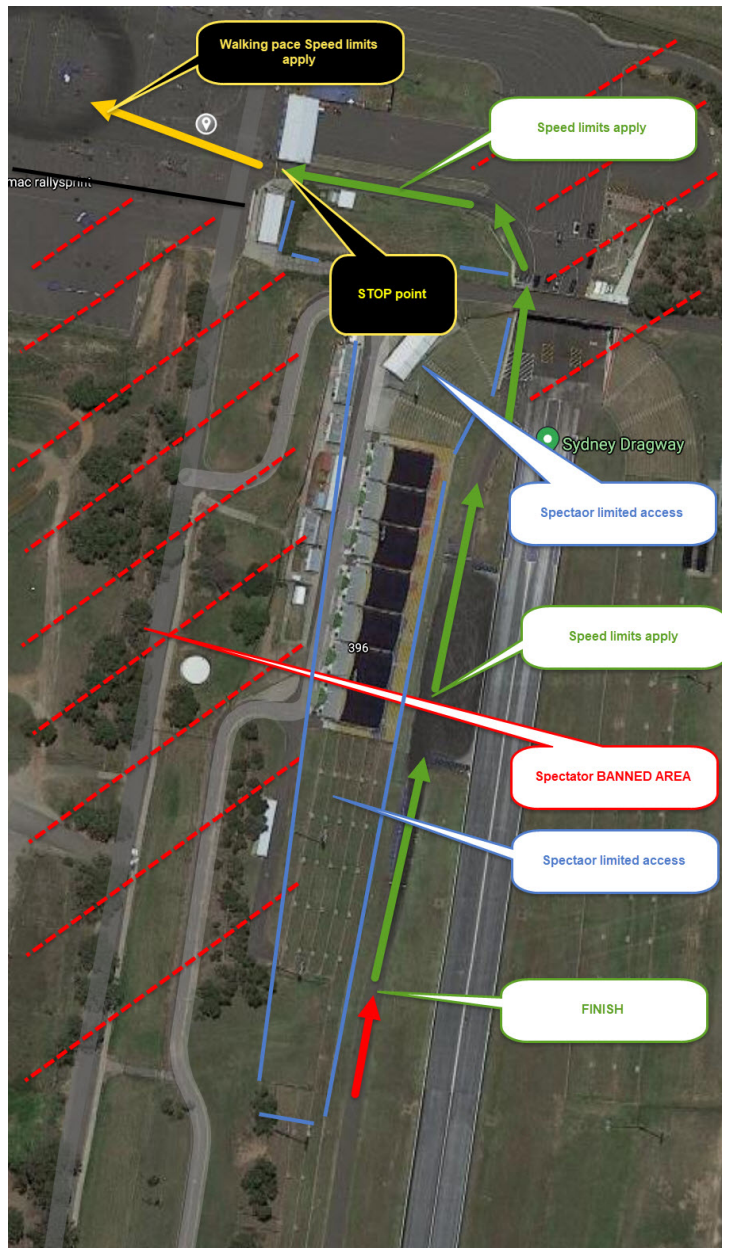 Walking pace Speed limits
apply
Speed limits apply
mac rallysprint
STOP point
Sydney Dragway
Spectaor limited access
Speed limits apply
396
Spectator BANNED AREA
Spectaor limited access
FINISH